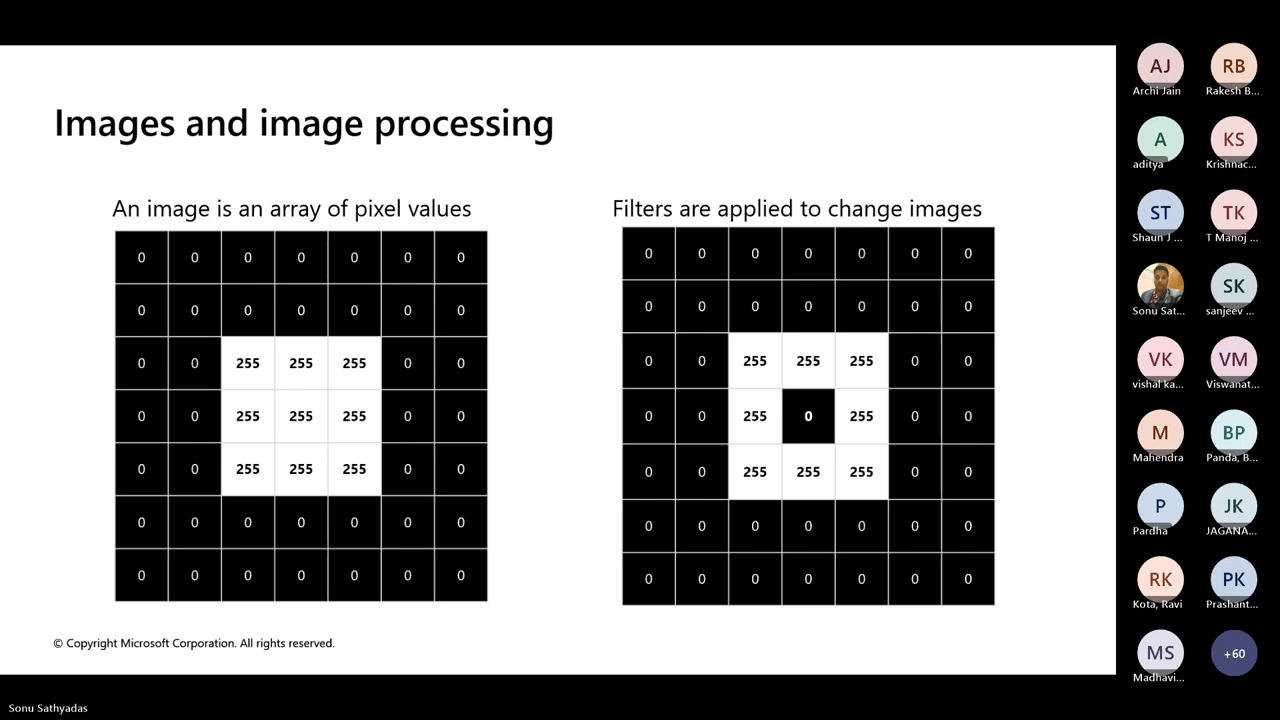 Images and image processing
An image is an array of pixel values
0 0 0 0 0 0 0
0 0 0 0 0 0 0
0 0 255 255 255 0 0
0 0 255 255 255 0 0
0 0 255 255 255 0 0
0 0 0 0 0 0 0
0 0 0 0 0 0 0
Filters are applied to change images
0 0 0 0 0 0 0
0 0 0 0 0 0 0
0 0 255 255 255 0 0
0 0 255 0 255 0 0
0 0 255 255 255 0 0
0 0 0 0 0 0 0
0 0 0 0 0 0 0
© Copyright Microsoft Corporation. All rights reserved.
AJ RB
Archi Jain Rakesh B...
A KS
aditya Krishnac...
ST TK
Shaun J ... T Manoj ...
SK
Sonu Sat... sanjeev ...
VK VM
vishal ka... Viswanat...
M BP
Mahendra Panda, B...
P JK
Pardha JAGANA...
RK PK
Kota, Ravi Prashant...
MS +60
Madhavi...
Sonu Sathyadas